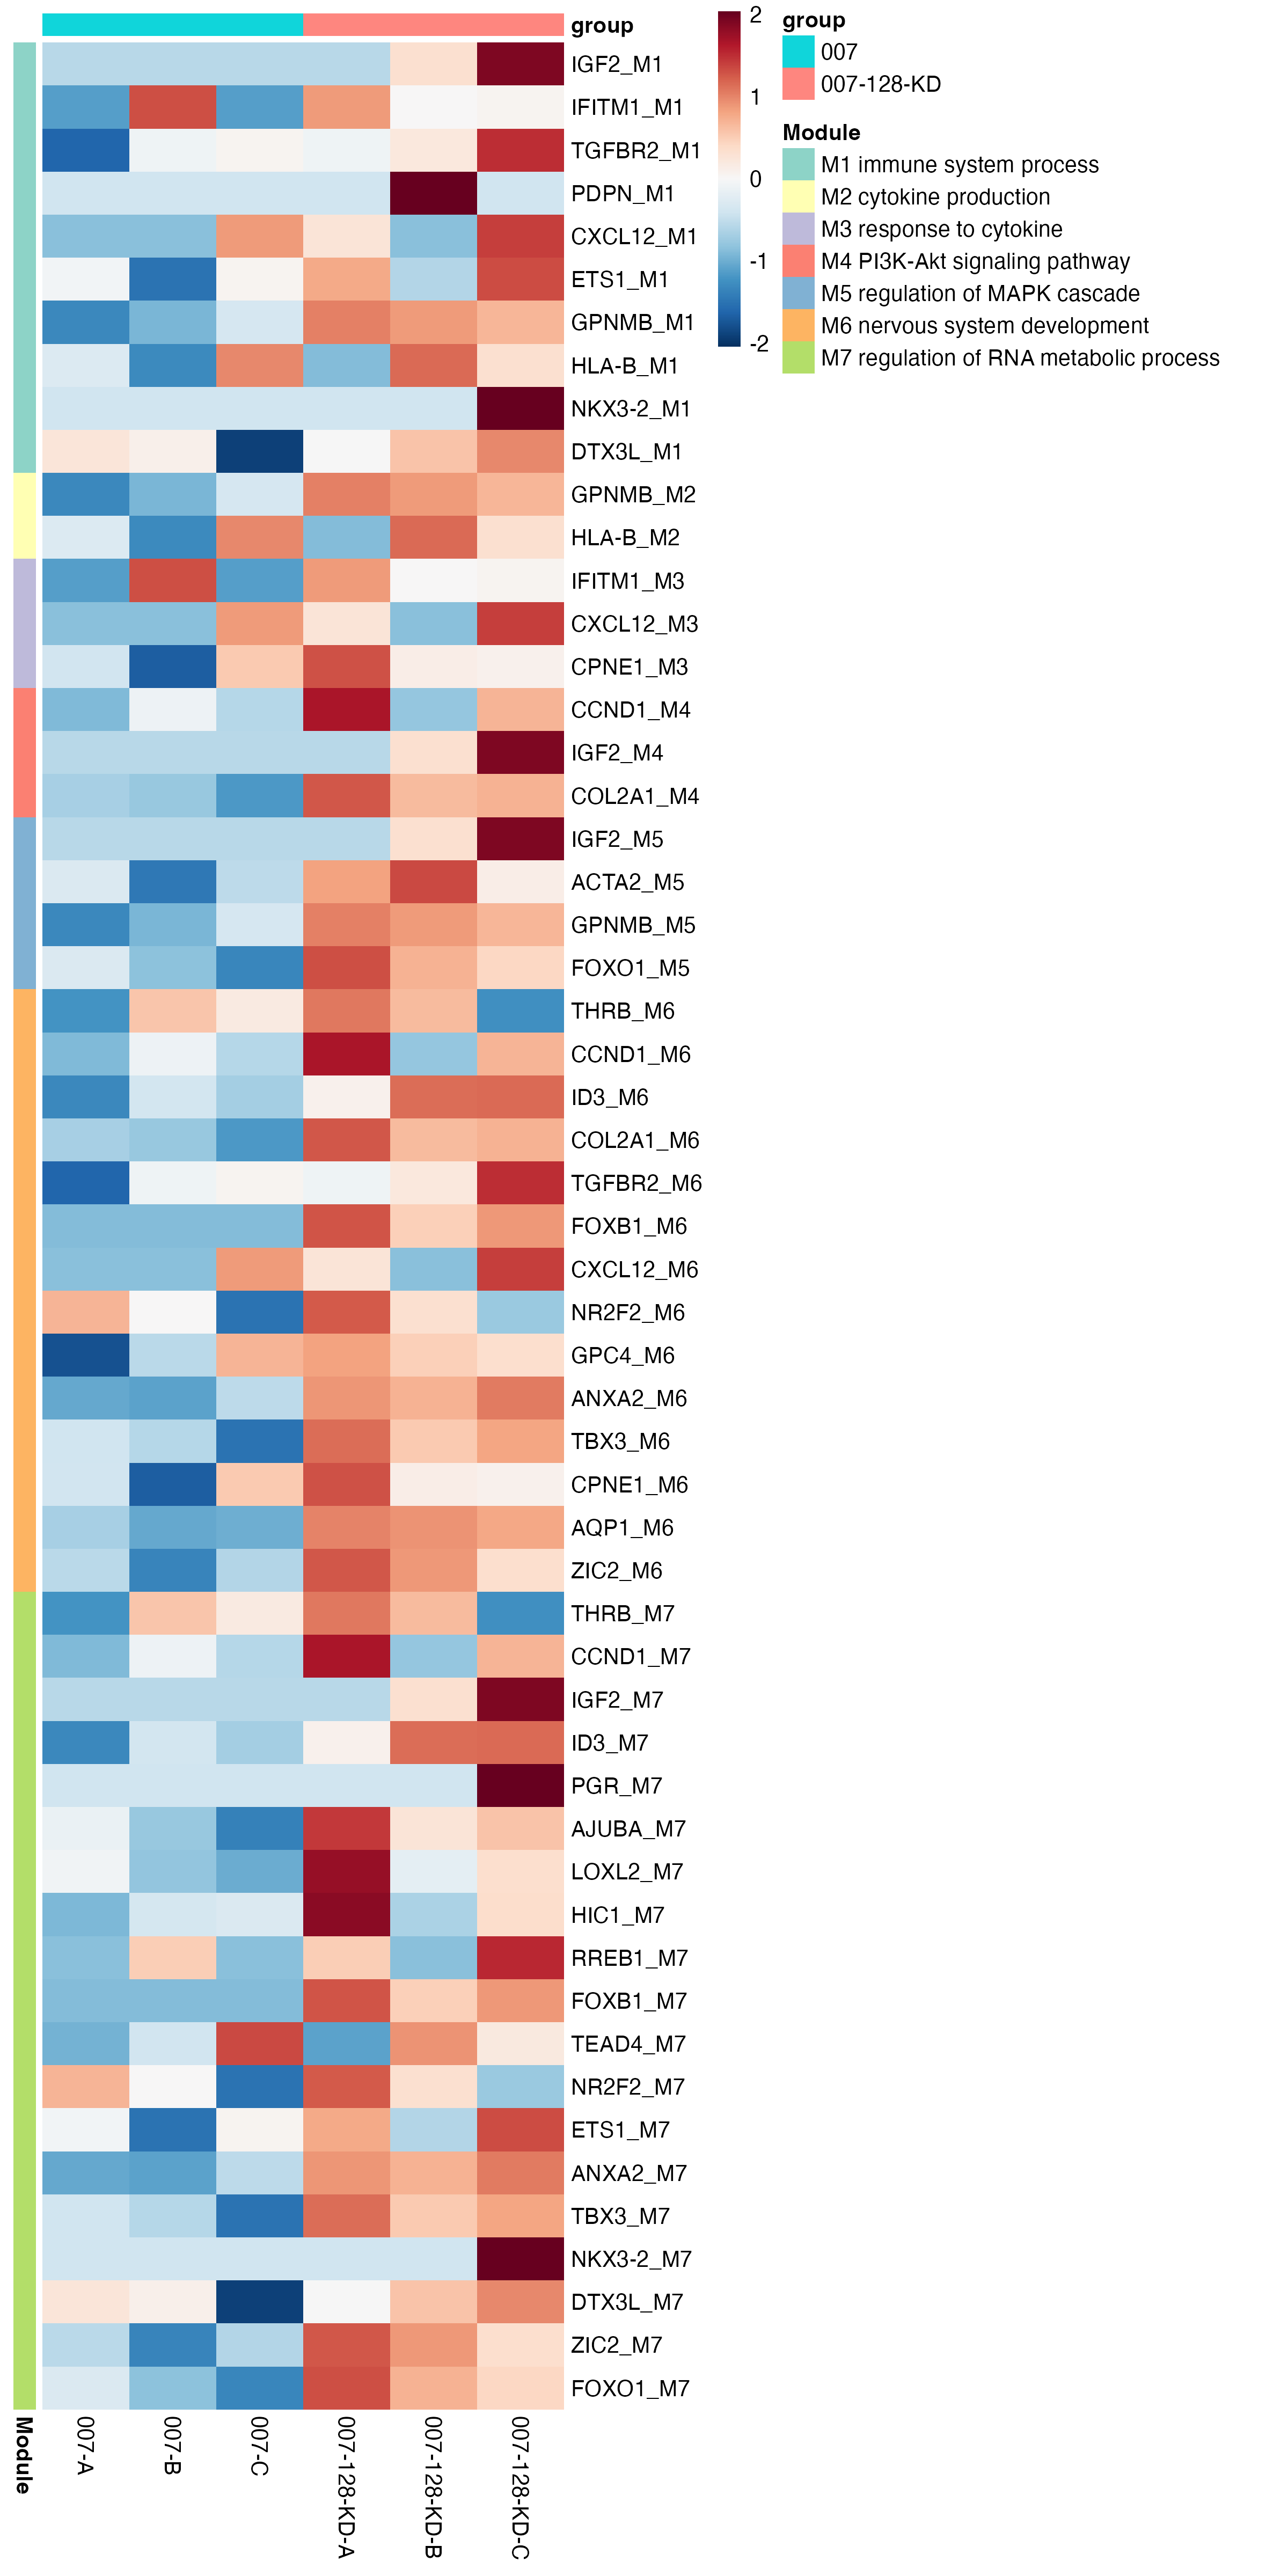 group
IGF2_M1
IFITM1_M1
TGFBR2_M1
PDPN_M1
CXCL12_M1
ETS1_M1
GPNMB_M1
HLA-B_M1
NKX3-2_M1
DTX3L_M1
GPNMB_M2
HLA-B_M2
IFITM1_M3
CXCL12_M3
CPNE1_M3
CCND1_M4
IGF2_M4
COL2A1_M4
IGF2_M5
ACTA2_M5
GPNMB_M5
FOXO1_M5
THRB_M6
CCND1_M6
ID3_M6
COL2A1_M6
TGFBR2_M6
FOXB1_M6
CXCL12_M6
NR2F2_M6
GPC4_M6
ANXA2_M6
TBX3_M6
CPNE1_M6
AQP1_M6
ZIC2_M6
THRB_M7
CCND1_M7
IGF2_M7
ID3_M7
PGR_M7
AJUBA_M7
LOXL2_M7
HIC1_M7
RREB1_M7
FOXB1_M7
TEAD4_M7
NR2F2_M7
ETS1_M7
ANXA2_M7
TBX3_M7
NKX3-2_M7
DTX3L_M7
ZIC2_M7
FOXO1_M7
Module
007-A
007-B
007-C
007-128-KD-A
007-128-KD-B
007-128-KD-C
2
1
0
-1
-2
group
007
007-128-KD
Module
M1 immune system process
M2 cytokine production
M3 response to cytokine
M4 PI3K-Akt signaling pathway
M5 regulation of MAPK cascade
M6 nervous system development
M7 regulation of RNA metabolic process